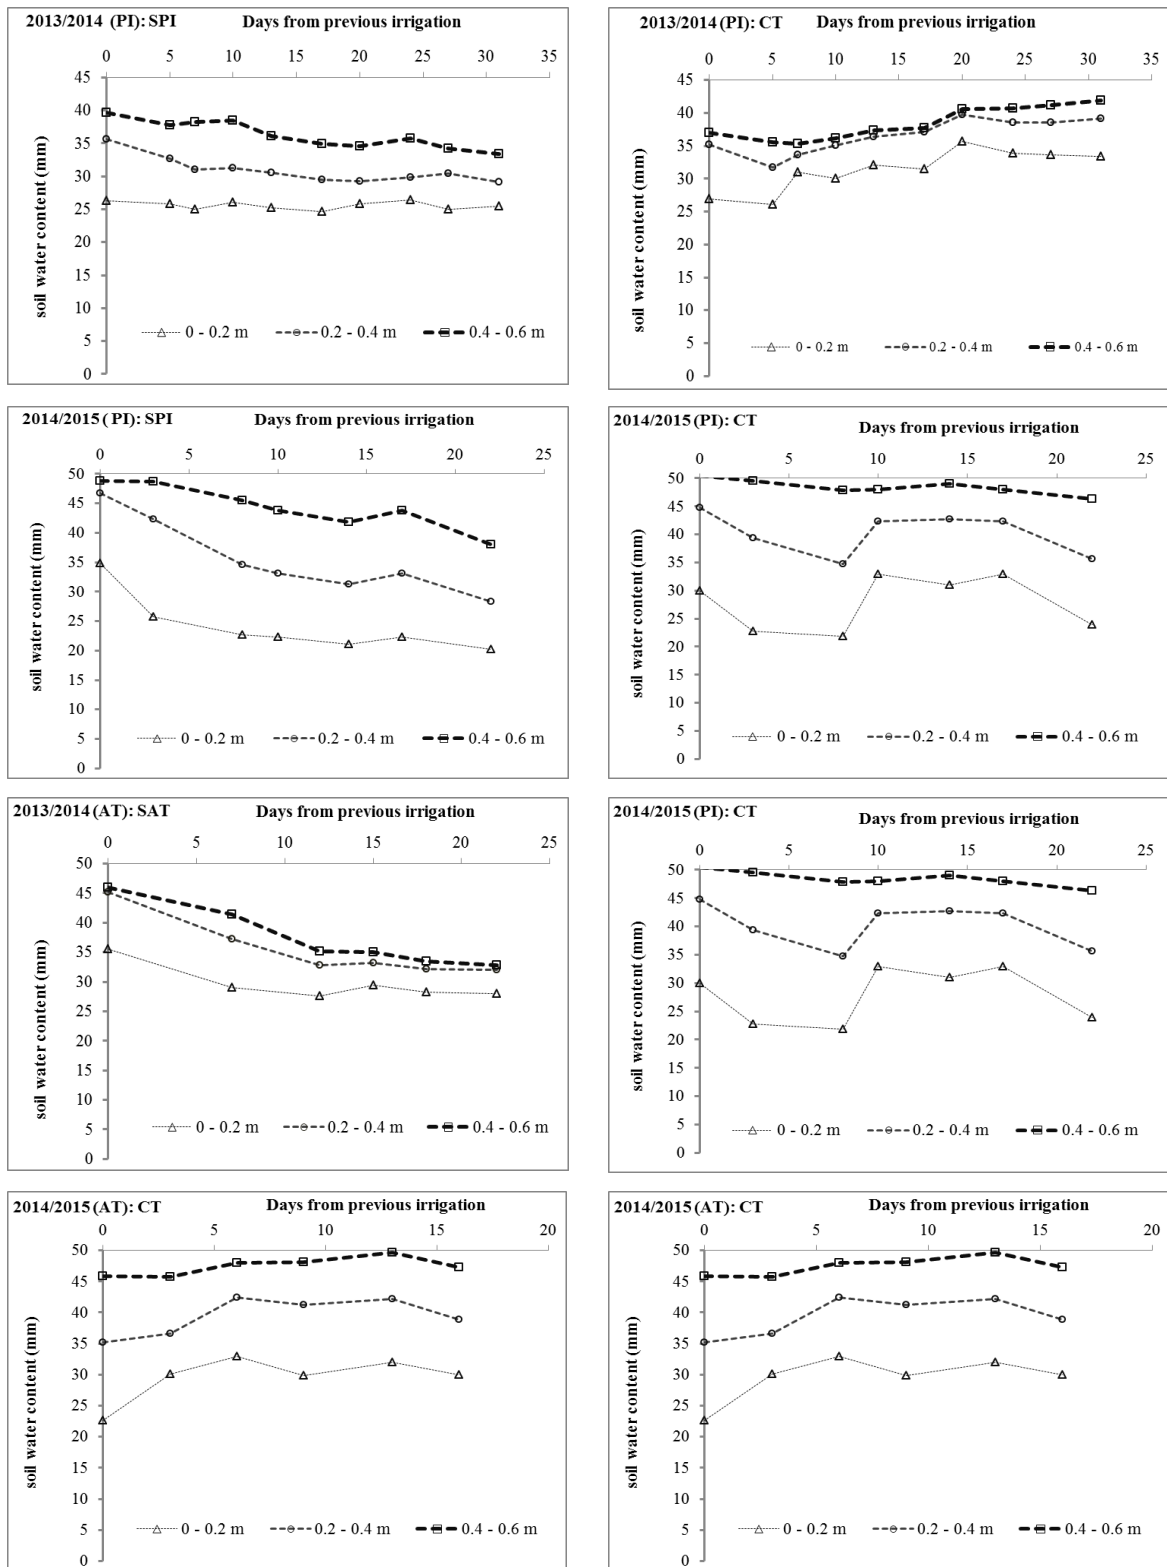 2013/2014 (PI): SPI Days from previous irrigation
0 5 10 15 20 25 30 35
45
40
35
30
25
20
15
10
5
0
soil water content (mm)
0 - 0.2 m 0.2 - 0.4 m 0.4 - 0.6 m
2013/2014 (PI): CT Days from previous irrigation
0 5 10 15 20 25 30 35
45
40
35
30
25
20
15
10
5
0
soil water content (mm)
0 - 0.2 m 0.2 - 0.4 m 0.4 - 0.6 m
2014/2015 ( PI): SPI Days from previous irrigation
0 5 10 15 20 25
50
45
40
35
30
25
20
15
10
5
0
soil water content (mm)
0 - 0.2 m 0.2 - 0.4 m 0.4 - 0.6 m
2014/2015 (PI): CT Days from previous irrigation
0 5 10 15 20 25
50
45
40
35
30
25
20
15
10
5
0
soil water content (mm)
0 - 0.2 m 0.2 - 0.4 m 0.4 - 0.6 m
2013/2014 (AT): SAT Days from previous irrigation
0 5 10 15 20 25
50
45
40
35
30
25
20
15
10
5
0
soil water content (mm)
0 - 0.2 m 0.2 - 0.4 m 0.4 - 0.6 m
2014/2015 (PI): CT Days from previous irrigation
0 5 10 15 20 25
50
45
40
35
30
25
20
15
10
5
0
soil water content (mm)
0 - 0.2 m 0.2 - 0.4 m 0.4 - 0.6 m
2014/2015 (AT): CT Days from previous irrigation
0 5 10 15 20
50
45
40
35
30
25
20
15
10
5
0
soil water content (mm)
0 - 0.2 m 0.2 - 0.4 m 0.4 - 0.6 m
2014/2015 (AT): CT Days from previous irrigation
0 5 10 15 20
50
45
40
35
30
25
20
15
10
5
0
soil water content (mm)
0 - 0.2 m 0.2 - 0.4 m 0.4 - 0.6 m